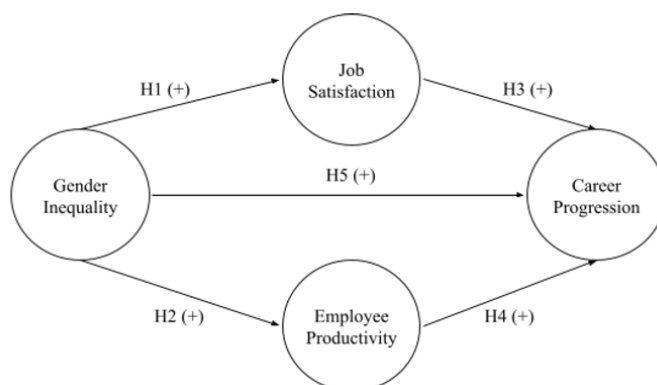 Job
Satisfaction
H1 (+)
H3 (+)
Gender
Inequality
H5 (+)
Career
Progression
H2 (+)
Employee
Productivity
H4 (+)